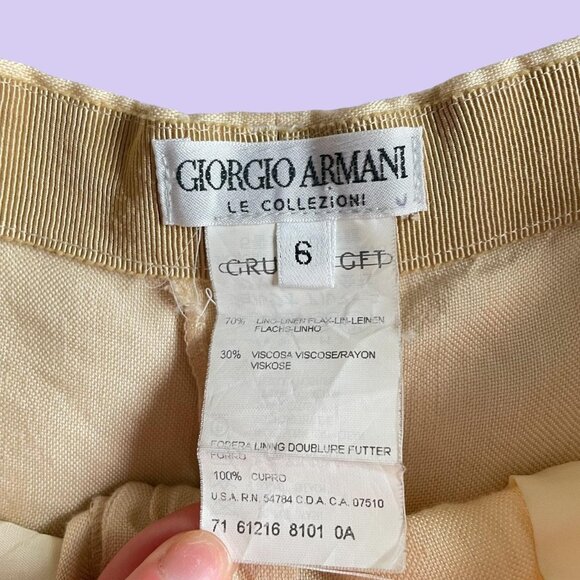 GIORGIO ARMANI
LE COLLEZIONI
6
GFT
70% LINO-LINEN FLAX-LIN-LEINEN
FLACHS-LINHO
30% VISCOSA VISCOSE/RAYON
VISKOSE
FODERA LINING DOUBLURE FUTTER
FORRO
100% CUPRO
U.S.A. R.N. 54784 C.D.A. C.A. 07510
71 61216 8101 0A